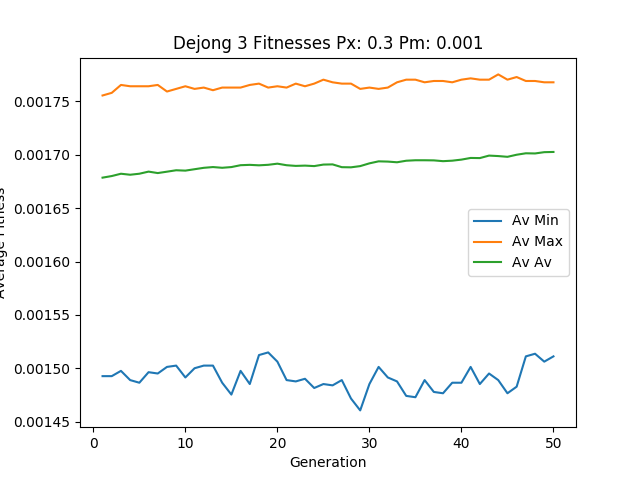 Dejong 3 Fitnesses Px: 0.3 Pm: 0.001
0.00175
0.00170
0.00165
0.00160
0.00155
0.00150
0.00145
Average Fitness
Av Min
Av Max
Av Av
0 10 20 30 40 50
Generation